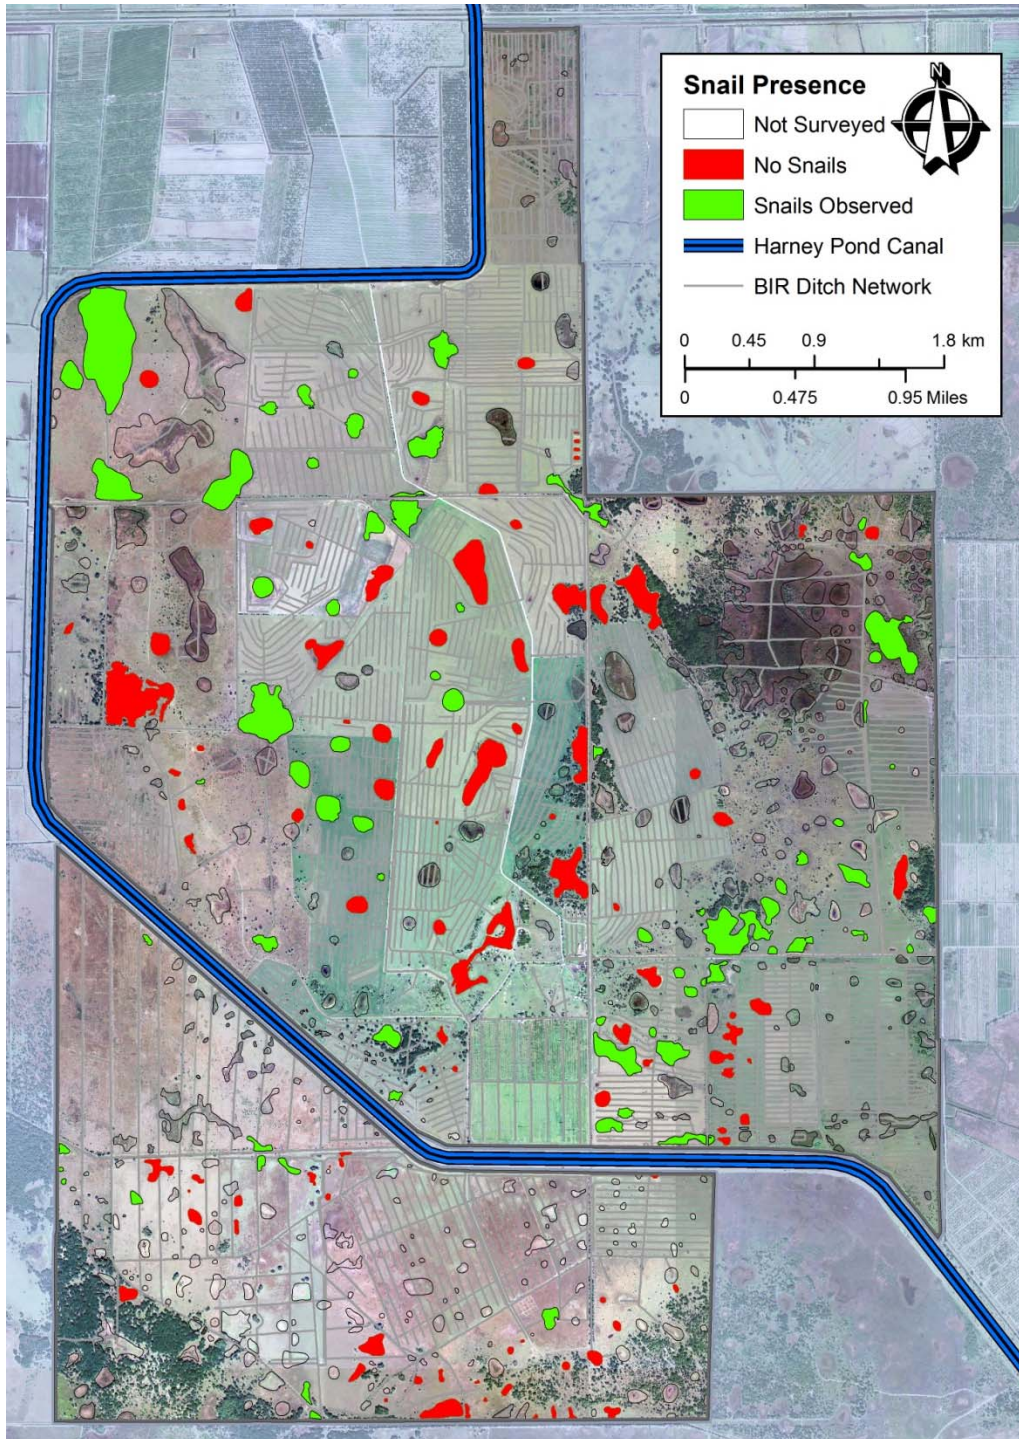 N
Snail Presence
Not Surveyed
No Snails
Snails Observed
Harney Pond Canal
BIR Ditch Network
0 0.45 0.9 1.8 km
0 0.475 0.95 Miles